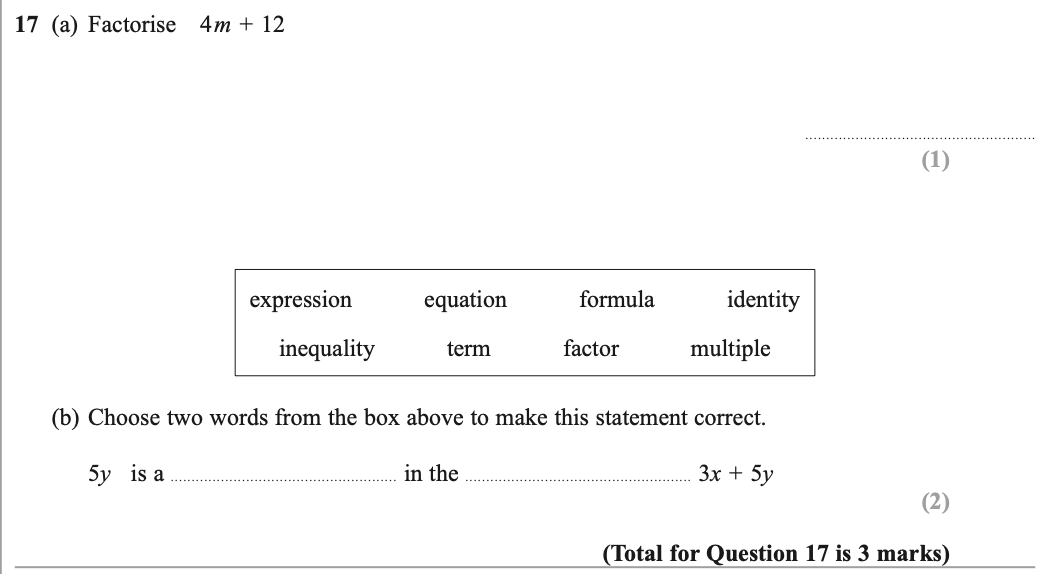 17 (a) Factorise 4m + 12
(1)
expression equation formula identity
inequality term factor multiple
(b) Choose two words from the box above to make this statement correct.
5y is a ........................................ in the ........................................ 3x + 5y
(2)
(Total for Question 17 is 3 marks)